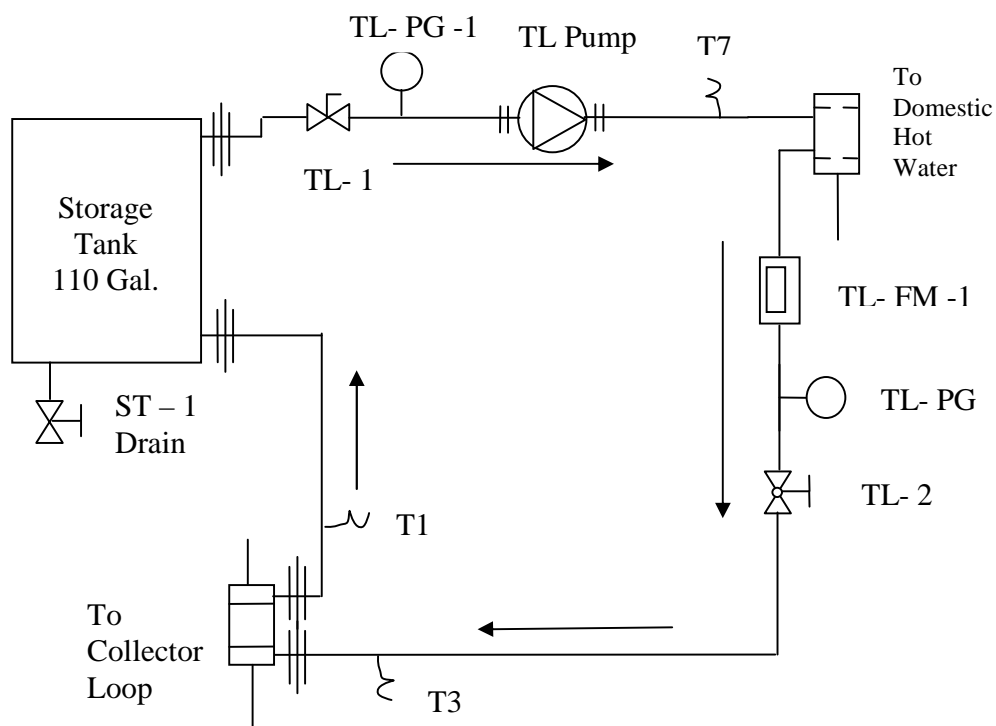 TL- PG -1
TL Pump
T7
To
Domestic
Hot
Water
TL- 1
Storage
Tank
110 Gal.
TL- FM -1
ST – 1
Drain
TL- PG
TL- 2
T1
To
Collector
Loop
T3